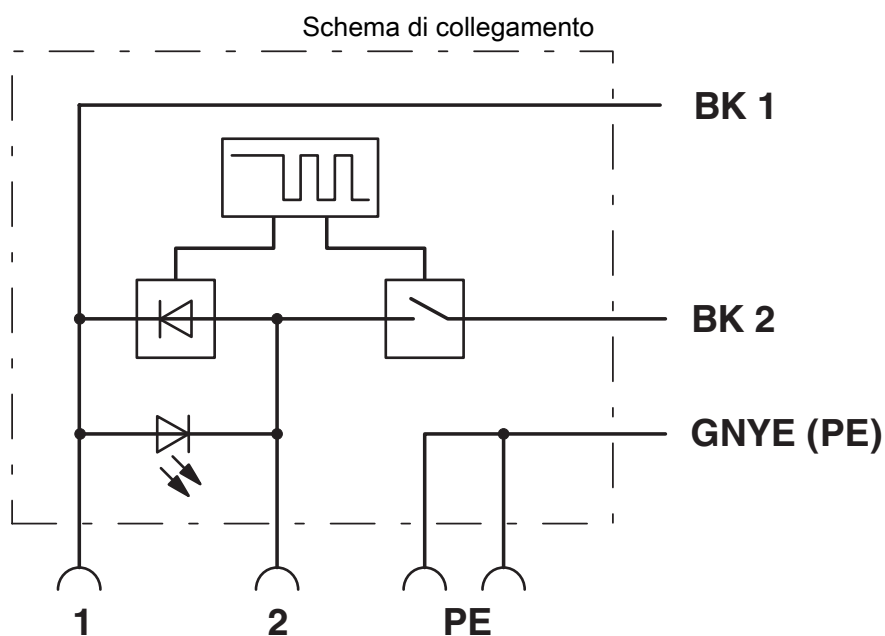 Schema di collegamento
BK 1
BK 2
GNYE (PE)
1 2 PE